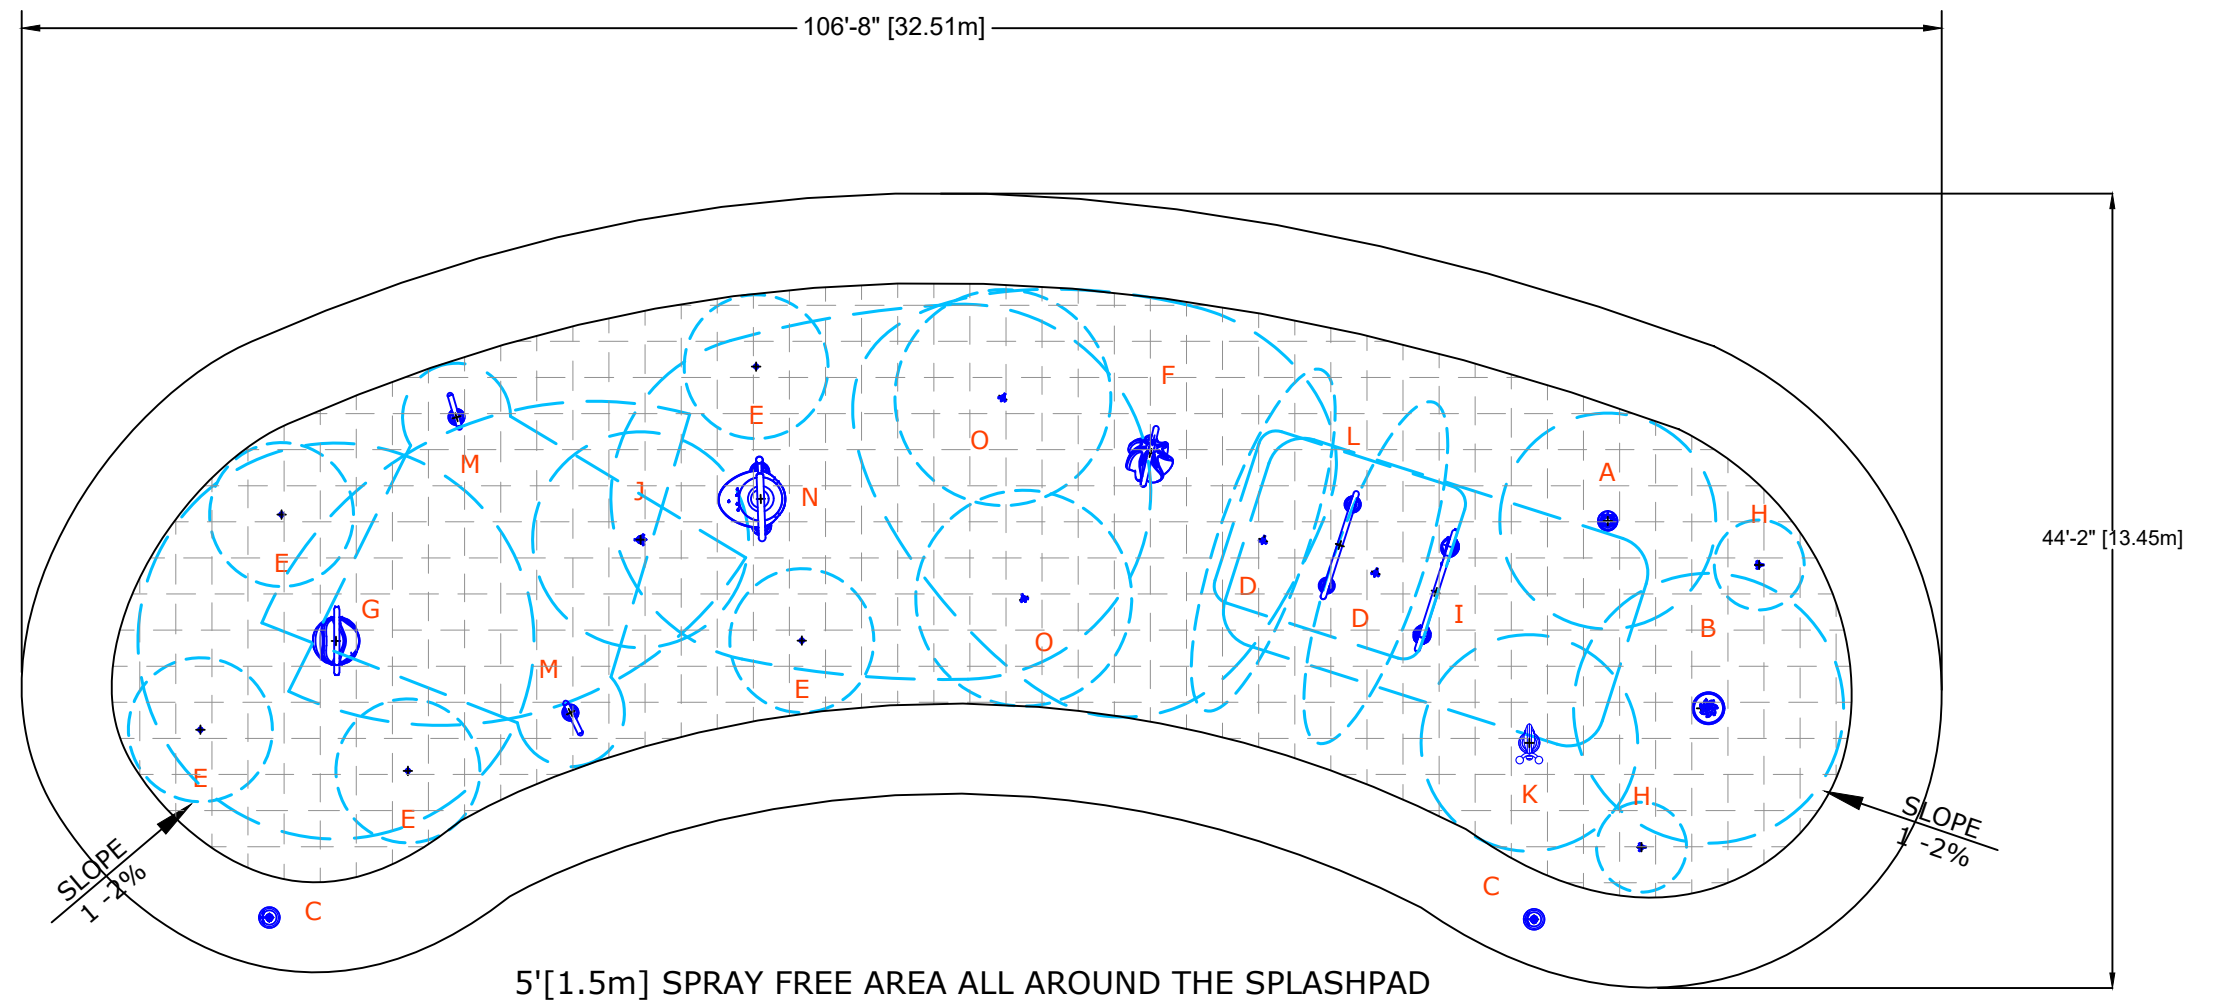 106'-8" [32.51m]
F
E
O
L
M
A
J
N
H
44'-2" [13.45m]
E
D
G
D
I
B
O
M
E
E
K
H
SLOPE
1 -2%
E
SLOPE
1 -2%
C
C
5'[1.5m] SPRAY FREE AREA ALL AROUND THE SPLASHPAD